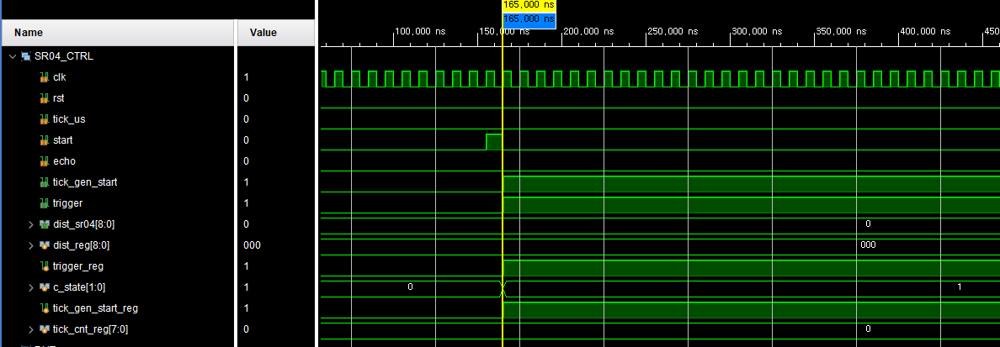 165,000 ns
165,000 ns
Name Value
100,000 ns 150,000 ns 200,000 ns 250,000 ns 300,000 ns 350,000 ns 400,000 ns 450
SR04_CTRL
clk 1
rst 0
tick_us 0
start 0
echo 0
tick_gen_start 1
trigger 1
dist_sr04[8:0] 0 0
dist_reg[8:0] 000 000
trigger_reg 1
c_state[1:0] 1 0 1
tick_gen_start_reg 1
tick_cnt_reg[7:0] 0 0